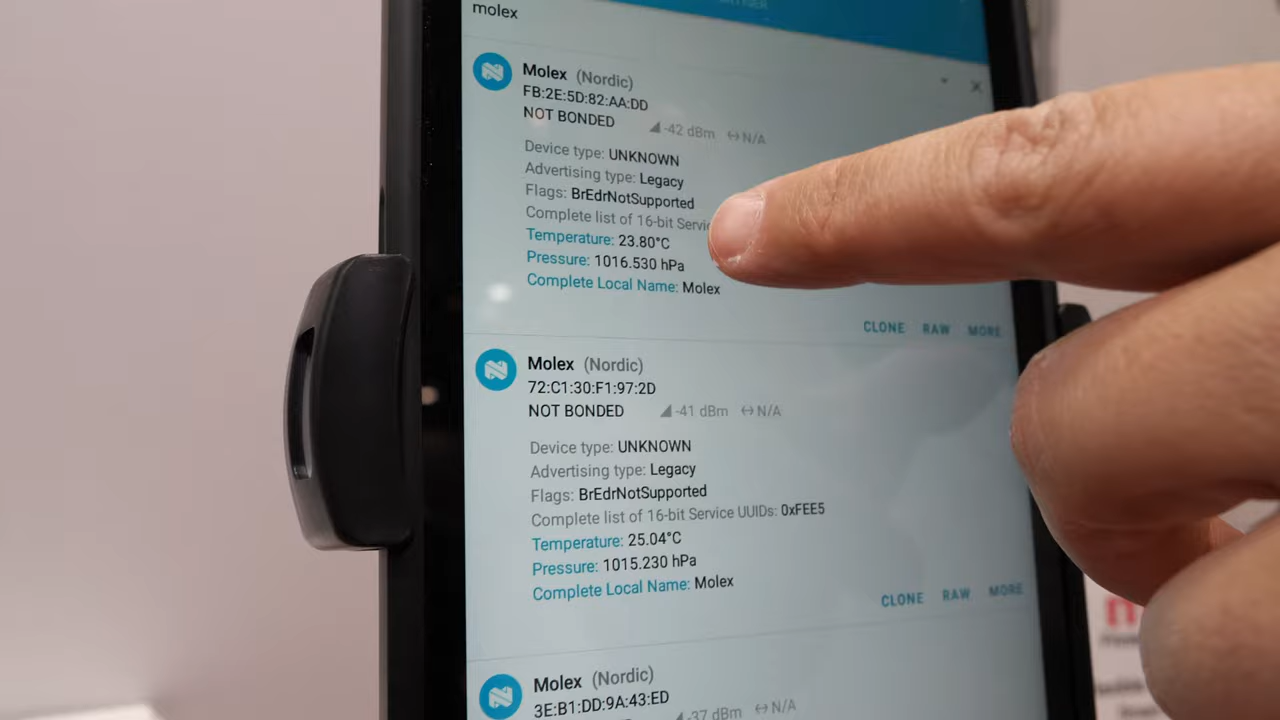 molex
Molex (Nordic)
FB:2E:5D:82:AA:DD
NOT BONDED -42 dBm ↔N/A
Device type: UNKNOWN
Advertising type: Legacy
Flags: BrEdrNotSupported
Complete list of 16-bit
Temperature: 23.80°C
Pressure: 1016.530 hPa
Complete Local Name: Molex
CLONE RAW MORE
Molex (Nordic)
72:C1:30:F1:97:2D
NOT BONDED -41 dBm ↔N/A
Device type: UNKNOWN
Advertising type: Legacy
Flags: BrEdrNotSupported
Complete list of 16-bit Service UUIDs: 0xFEE5
Temperature: 25.04°C
Pressure: 1015.230 hPa
Complete Local Name: Molex
CLONE RAW MORE
Molex (Nordic)
3E:B1:DD:9A:43:ED
-37 dBm ↔N/A